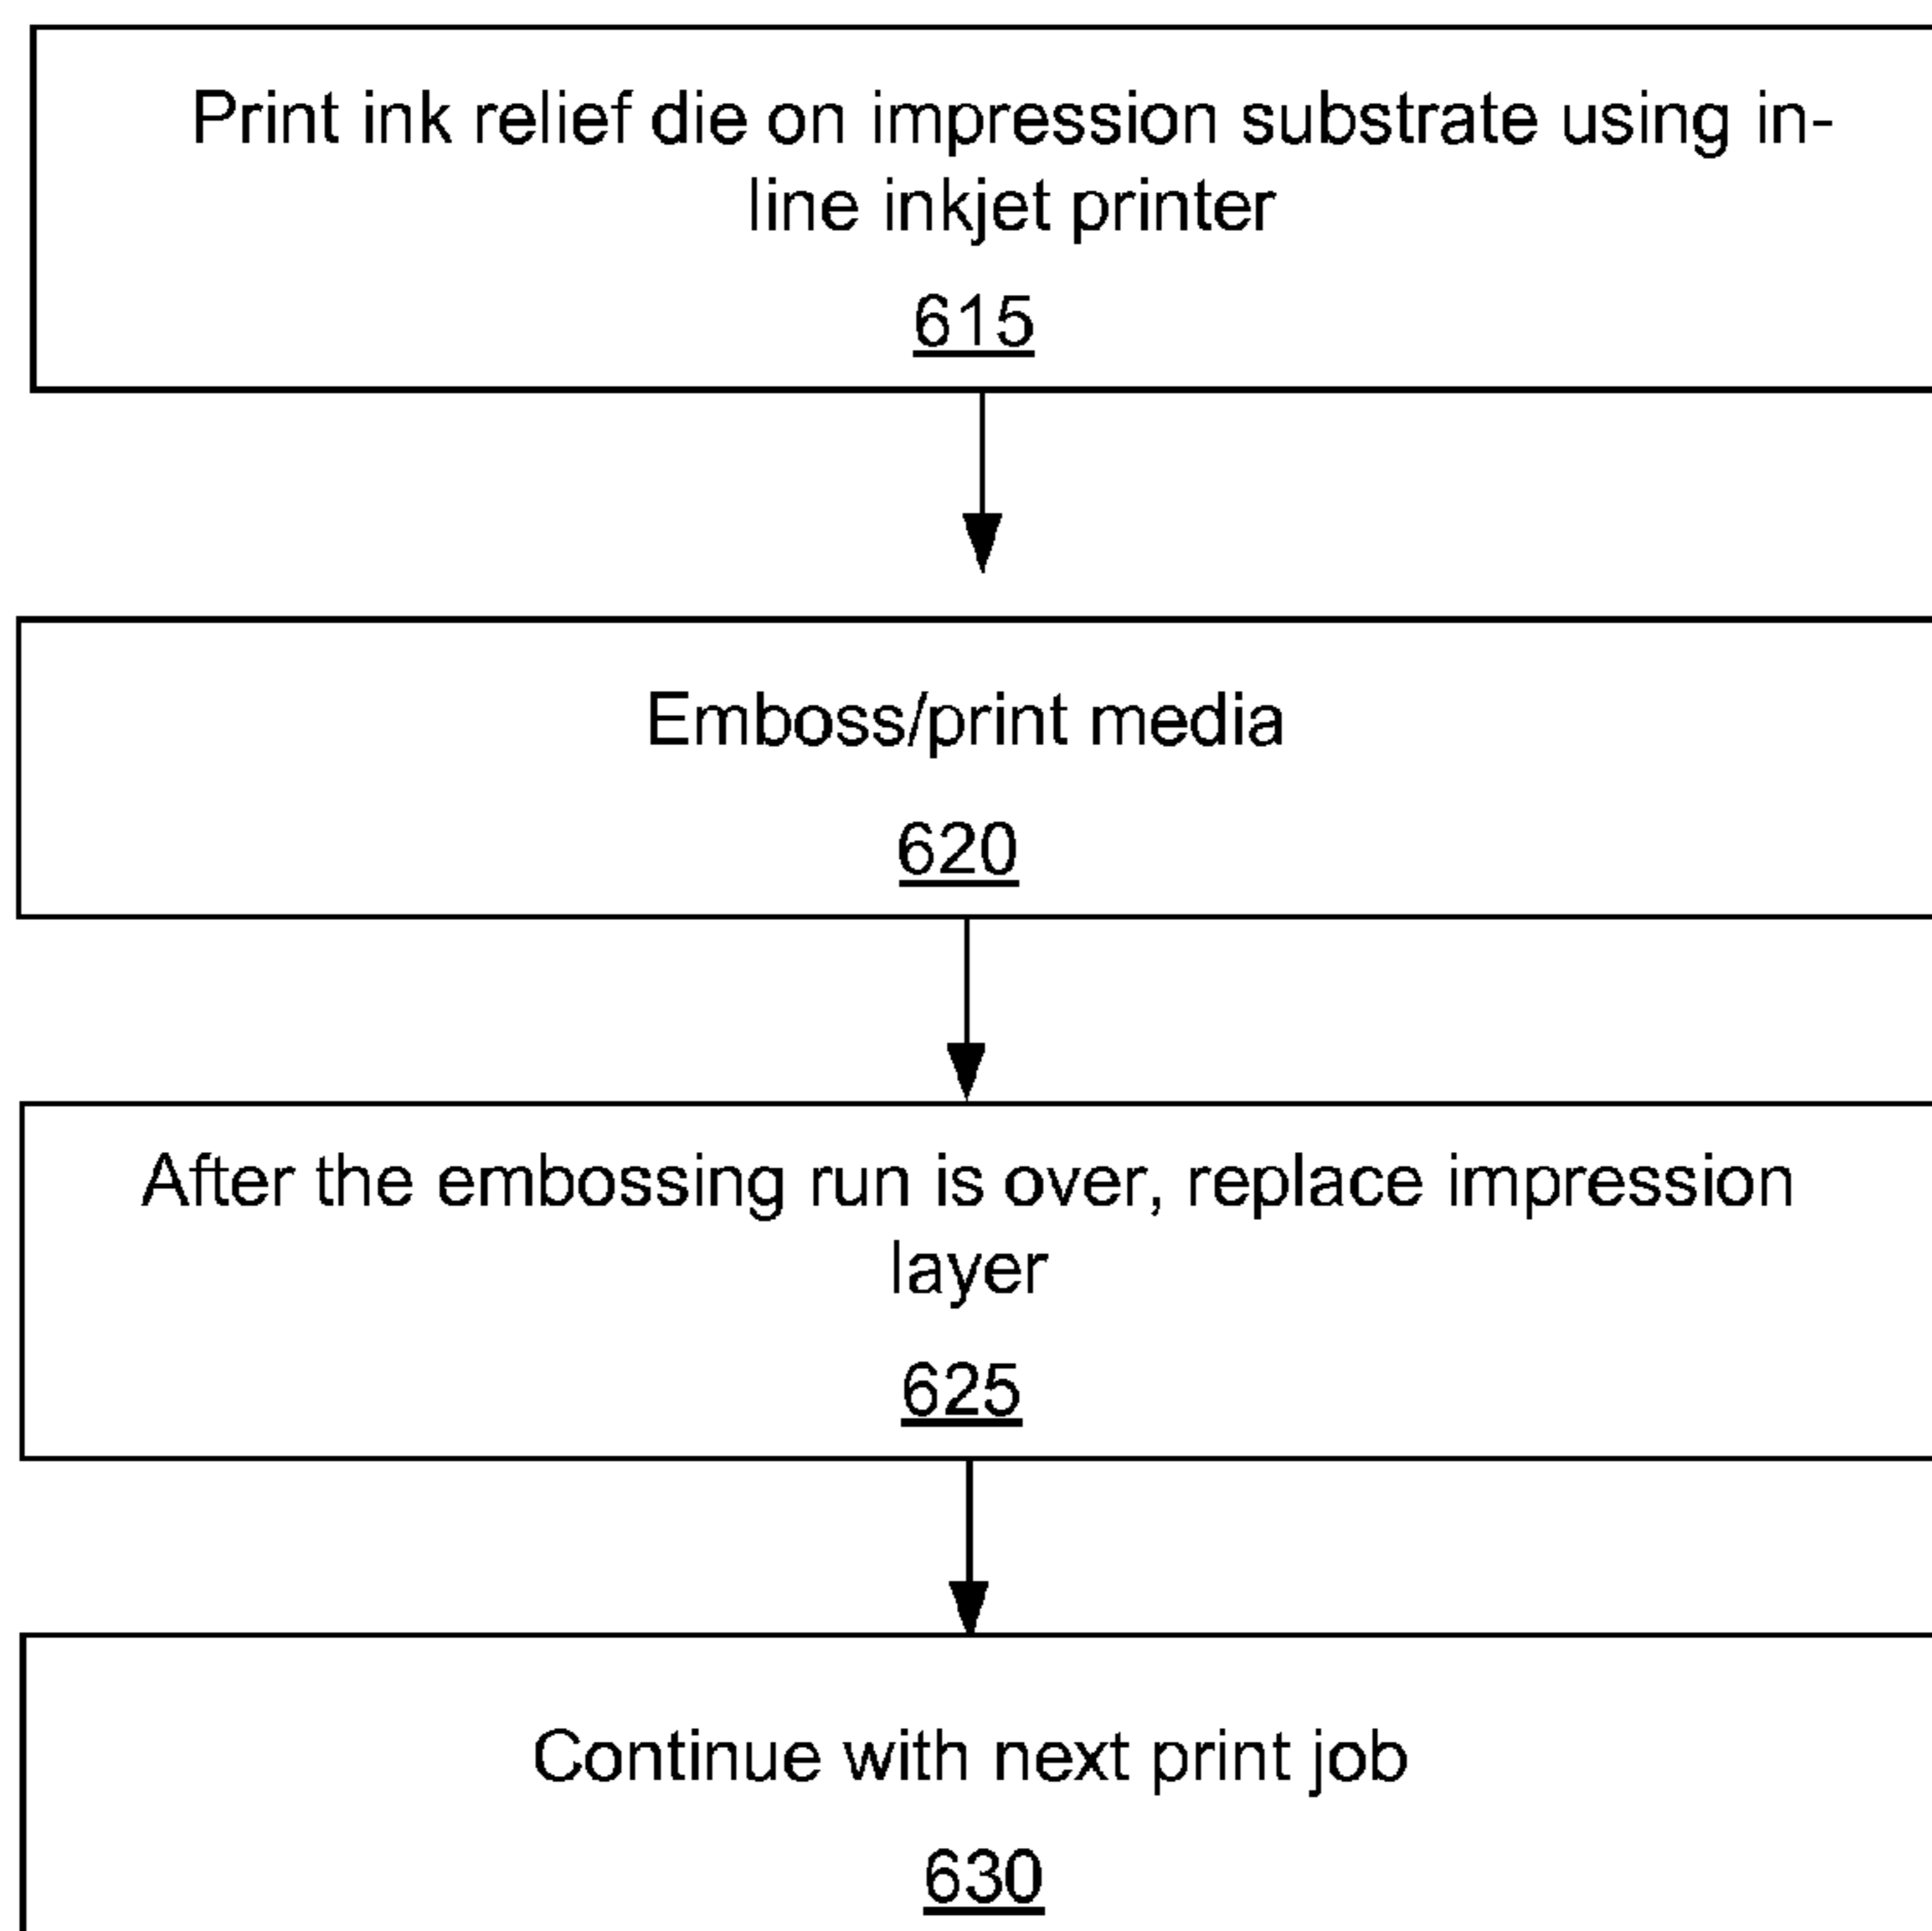 Print ink relief die on impression substrate using in-
line inkjet printer
615
Emboss/print media
620
After the embossing run is over, replace impression
layer
625
Continue with next print job
630